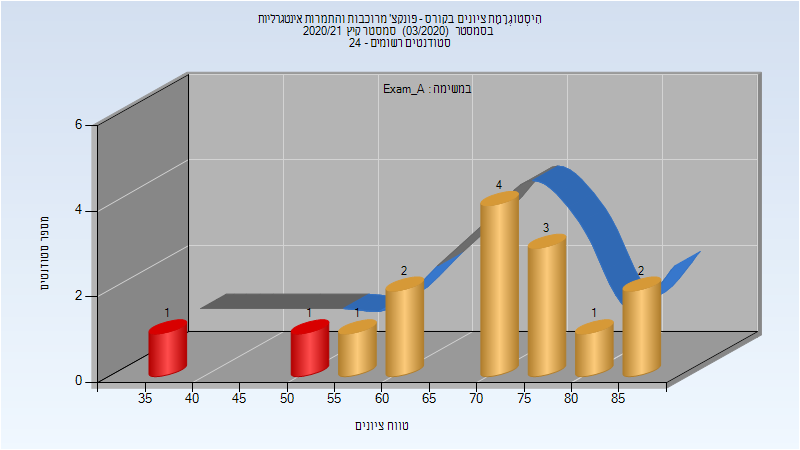 היסטוגרמת ציונים בקורס - פונקצ' מרוכבות והתמרות אינטגרליות
בסמסטר (03/2020) סמסטר קיץ 2020/21
סטודנטים רשומים - 24
במשימה : Exam_A
מספר סטודנטים
6
4
2
0
1
1
1
2
4
3
1
2
35 40 45 50 55 60 65 70 75 80 85
טווח ציונים